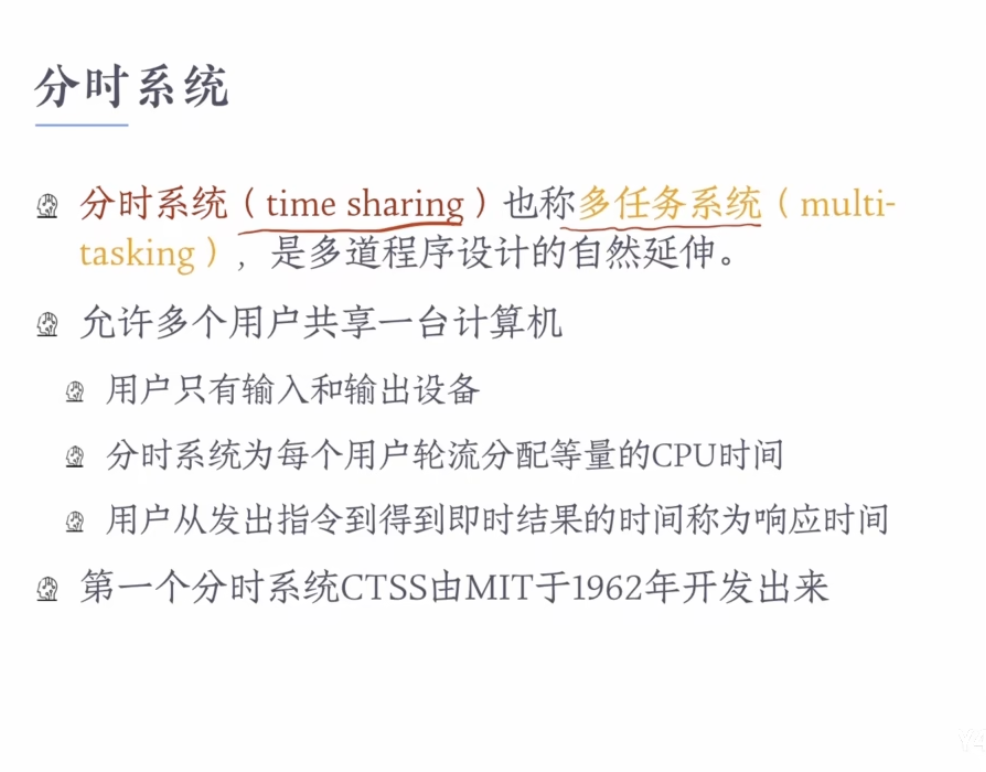 分时系统
分时系统（time sharing）也称多任务系统（multi-
tasking），是多道程序设计的自然延伸。
允许多个用户共享一台计算机
用户只有输入和输出设备
分时系统为每个用户轮流分配等量的CPU时间
用户从发出指令到得到即时结果的时间称为响应时间
第一个分时系统CTSS由MIT于1962年开发出来